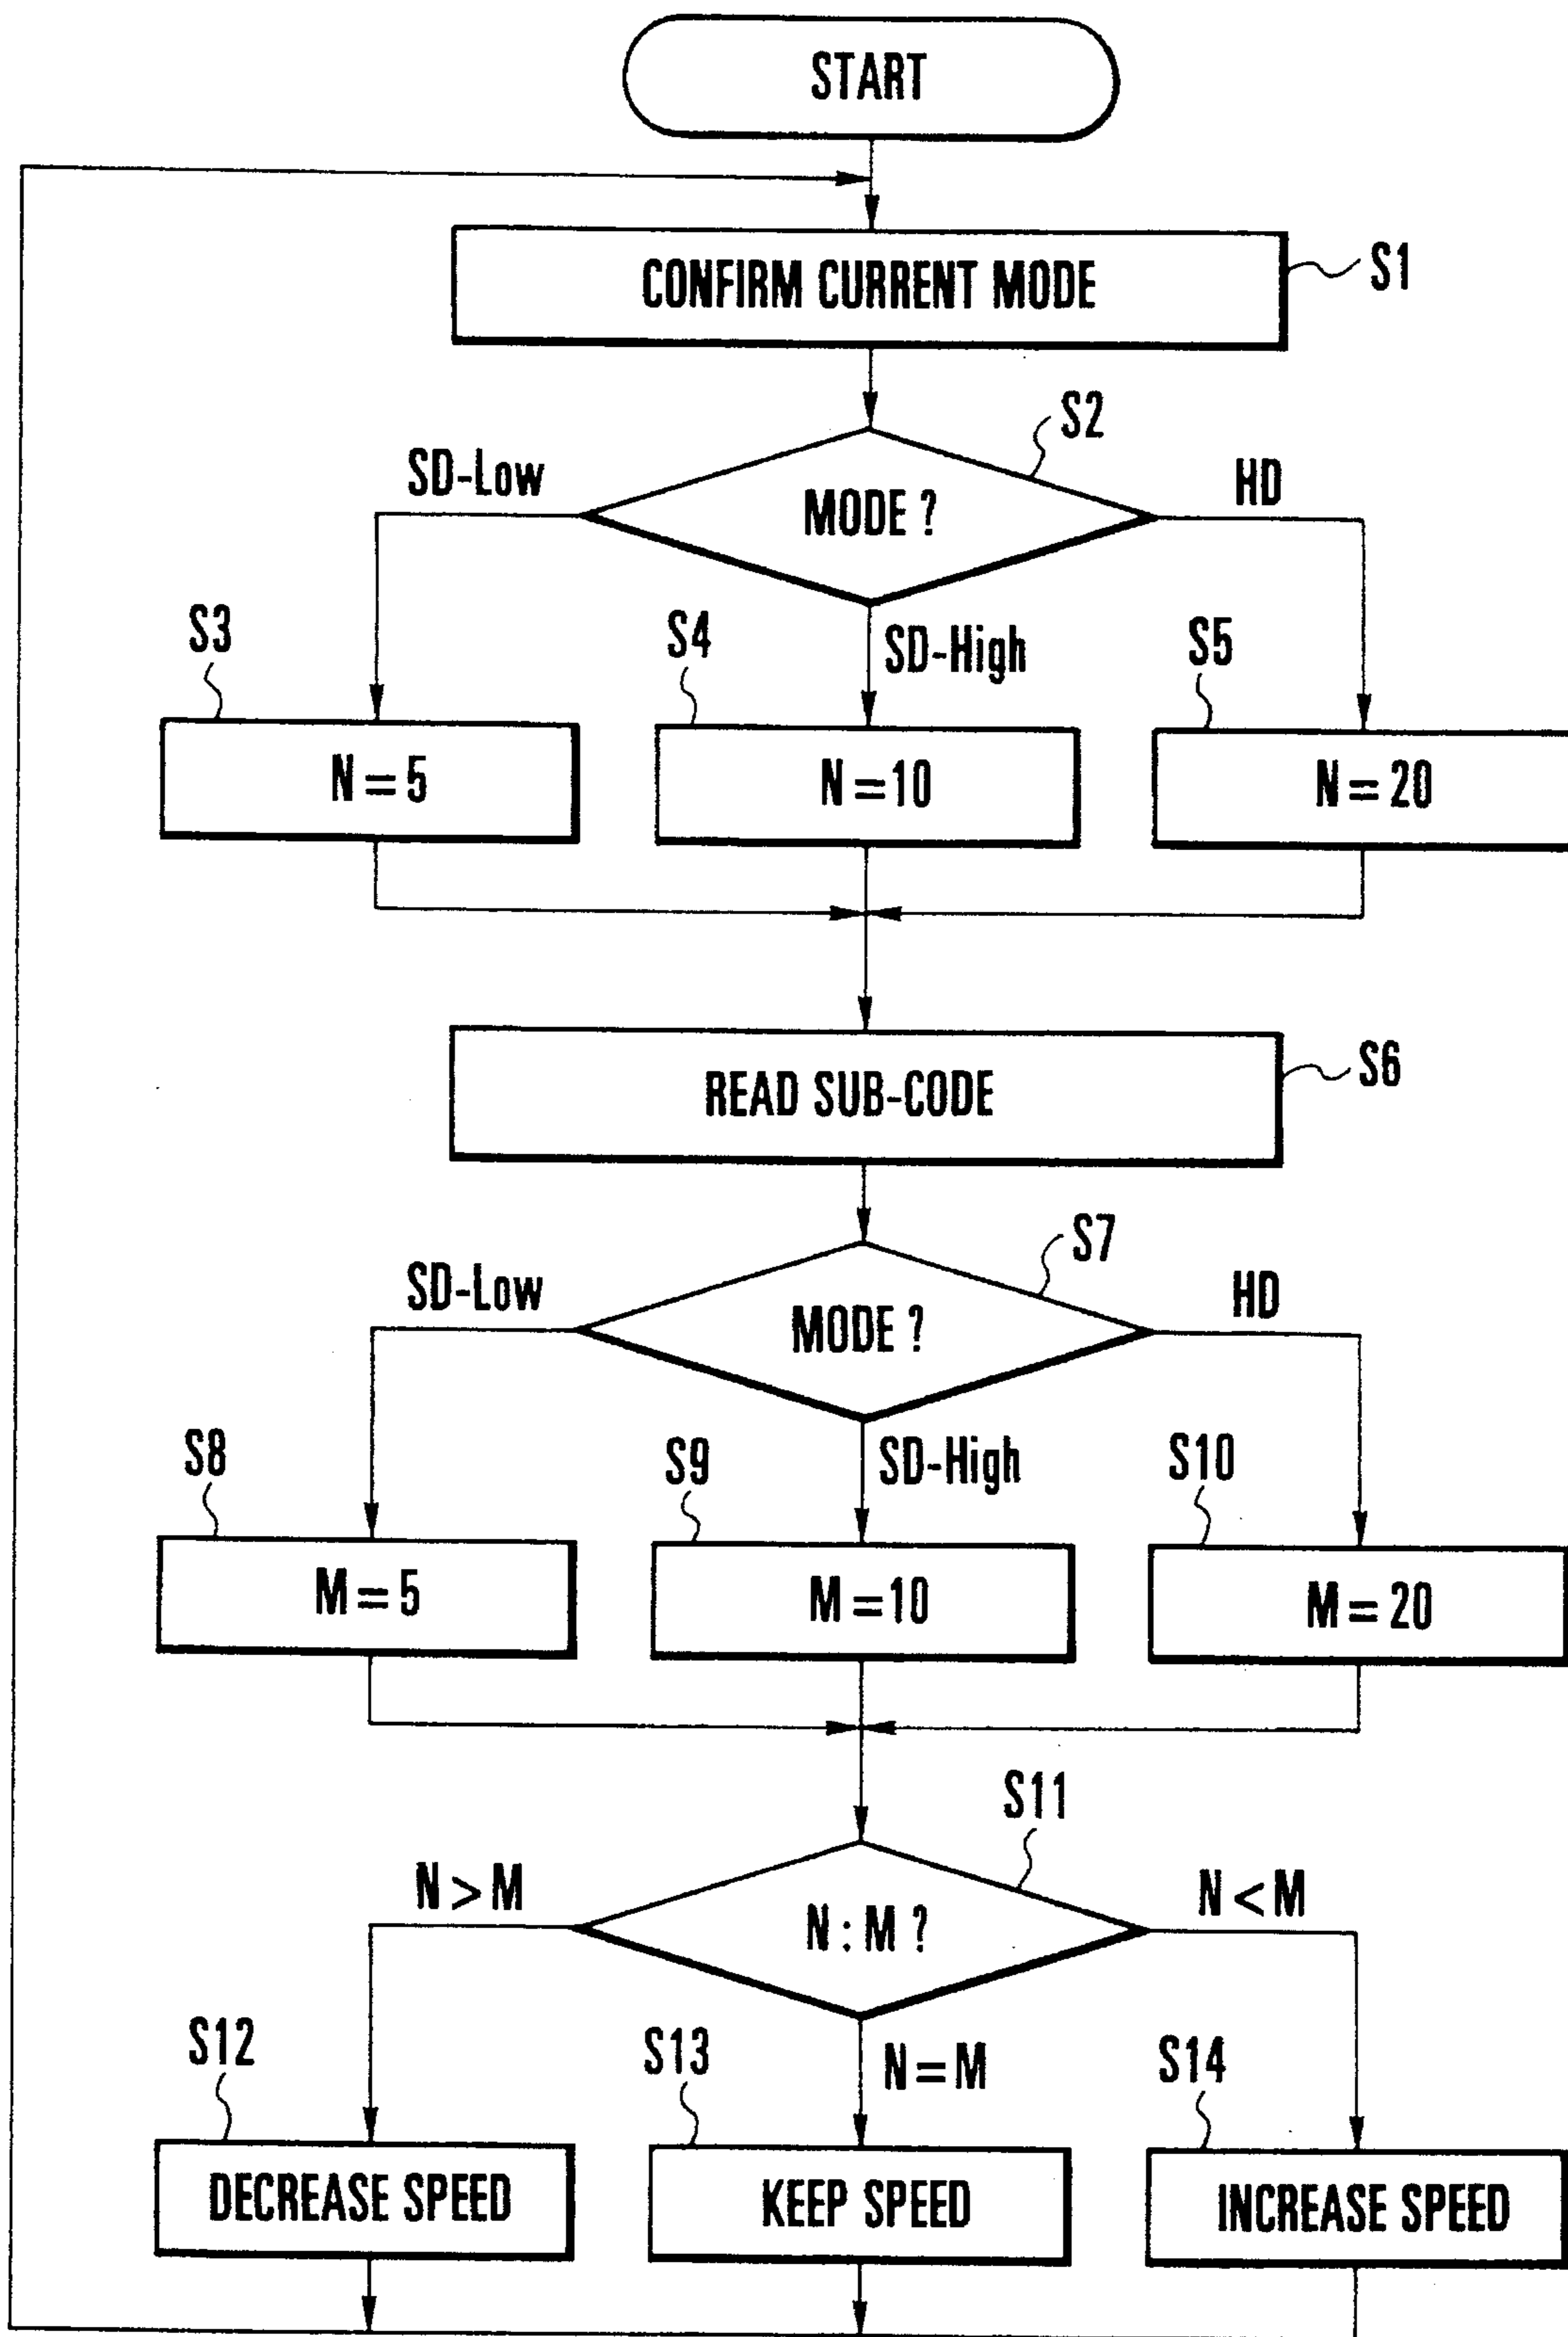 START
CONFIRM CURRENT MODE
S1
S2
SD-Low
MODE ?
HD
S3
S4
SD-High
S5
N = 5
N = 10
N = 20
READ SUB-CODE
S6
S7
SD-Low
MODE ?
HD
S8
S9
SD-High
S10
M = 5
M = 10
M = 20
S11
N > M
N : M ?
N < M
S12
S13
N = M
S14
DECREASE SPEED
KEEP SPEED
INCREASE SPEED